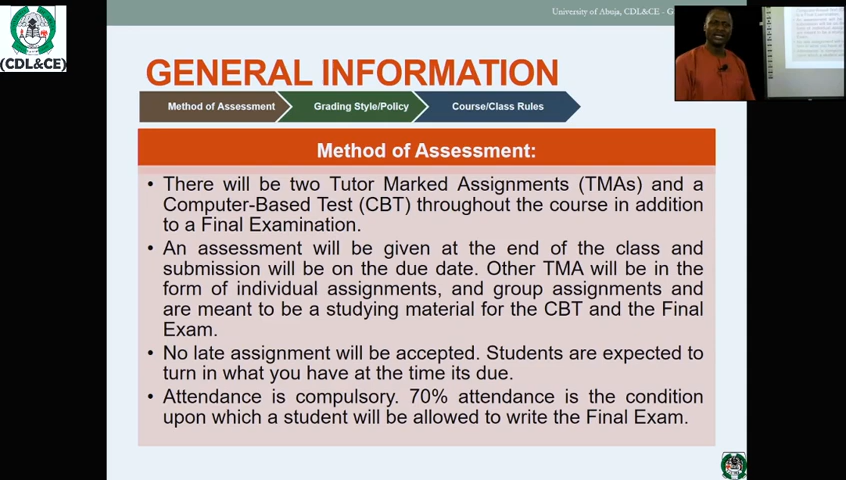 University of Abuja, CDL&CE - G
(CDL&CE)
GENERAL INFORMATION
Method of Assessment
Grading Style/Policy
Course/Class Rules
Method of Assessment:
• There will be two Tutor Marked Assignments (TMAs) and a
Computer-Based Test (CBT) throughout the course in addition
to a Final Examination.
• An assessment will be given at the end of the class and
submission will be on the due date. Other TMA will be in the
form of individual assignments, and group assignments and
are meant to be a studying material for the CBT and the Final
Exam.
• No late assignment will be accepted. Students are expected to
turn in what you have at the time its due.
• Attendance is compulsory. 70% attendance is the condition
upon which a student will be allowed to write the Final Exam.